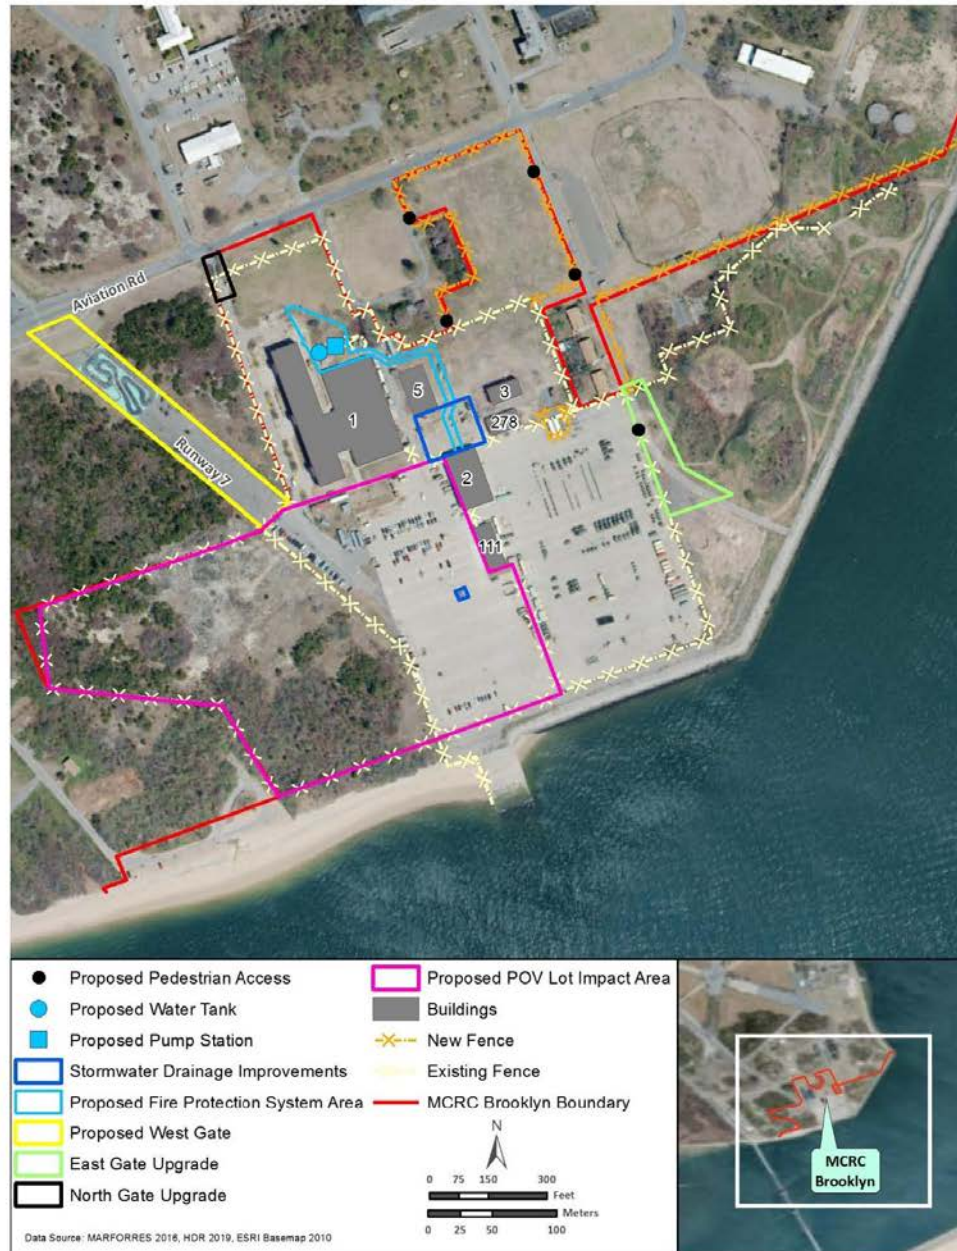 Aviation Rd
Runway 7
1
5
3
278
2
111
Proposed Pedestrian Access
Proposed Water Tank
Proposed Pump Station
Stormwater Drainage Improvements
Proposed Fire Protection System Area
Proposed West Gate
East Gate Upgrade
North Gate Upgrade
Proposed POV Lot Impact Area
Buildings
New Fence
Existing Fence
MCRC Brooklyn Boundary
N
0 75 150 300
Feet
Meters
0 25 50 100
Data Source: MARFORRES 2016, HDR 2019, ESRI Basemap 2010
MCRC
Brooklyn